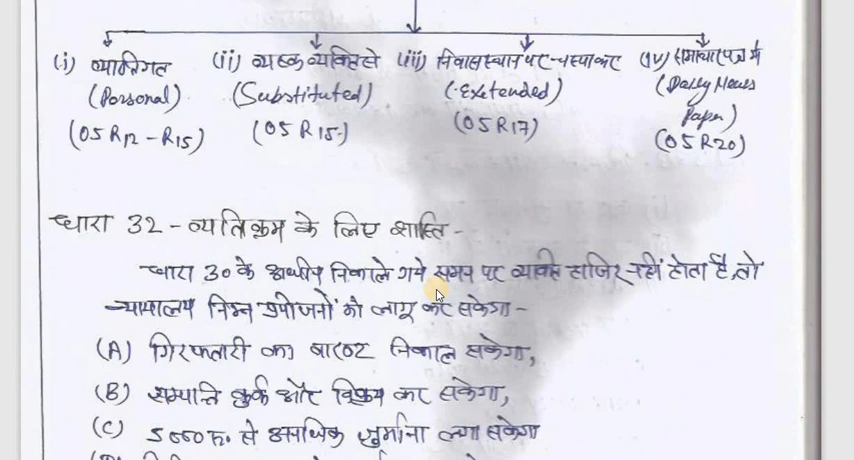 (i) व्यक्तिगत (ii) वयस्क व्यक्ति से (iii) निवास स्थान पर चस्पाकर (iv) समाचार पत्र में
(Personal) (Substituted) (Extended) (Daily News
Paper)
(O5 R12 - R15) (O5 R15) (O5 R17) (O5 R20)
धारा 32 - व्यतिक्रम के लिए शास्ति -
धारा 30 के अधीन निकाले गये समन पर व्यक्ति हाजिर नहीं होता है, तो
न्यायालय निम्न प्रयोजनों को लागू कर सकेगा -
(A) गिरफ्तारी का वारण्ट निकाल सकेगा,
(B) सम्पत्ति कुर्क और विक्रय कर सकेगा,
(C) 5000 रु. से अनधिक जुर्माना लगा सकेगा